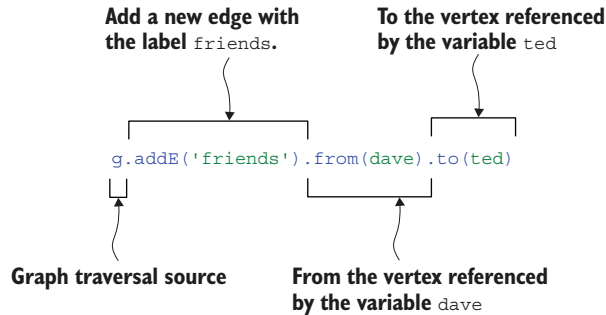 Add a new edge with
the label friends.
To the vertex referenced
by the variable ted
g.addE('friends').from(dave).to(ted)
Graph traversal source
From the vertex referenced
by the variable dave